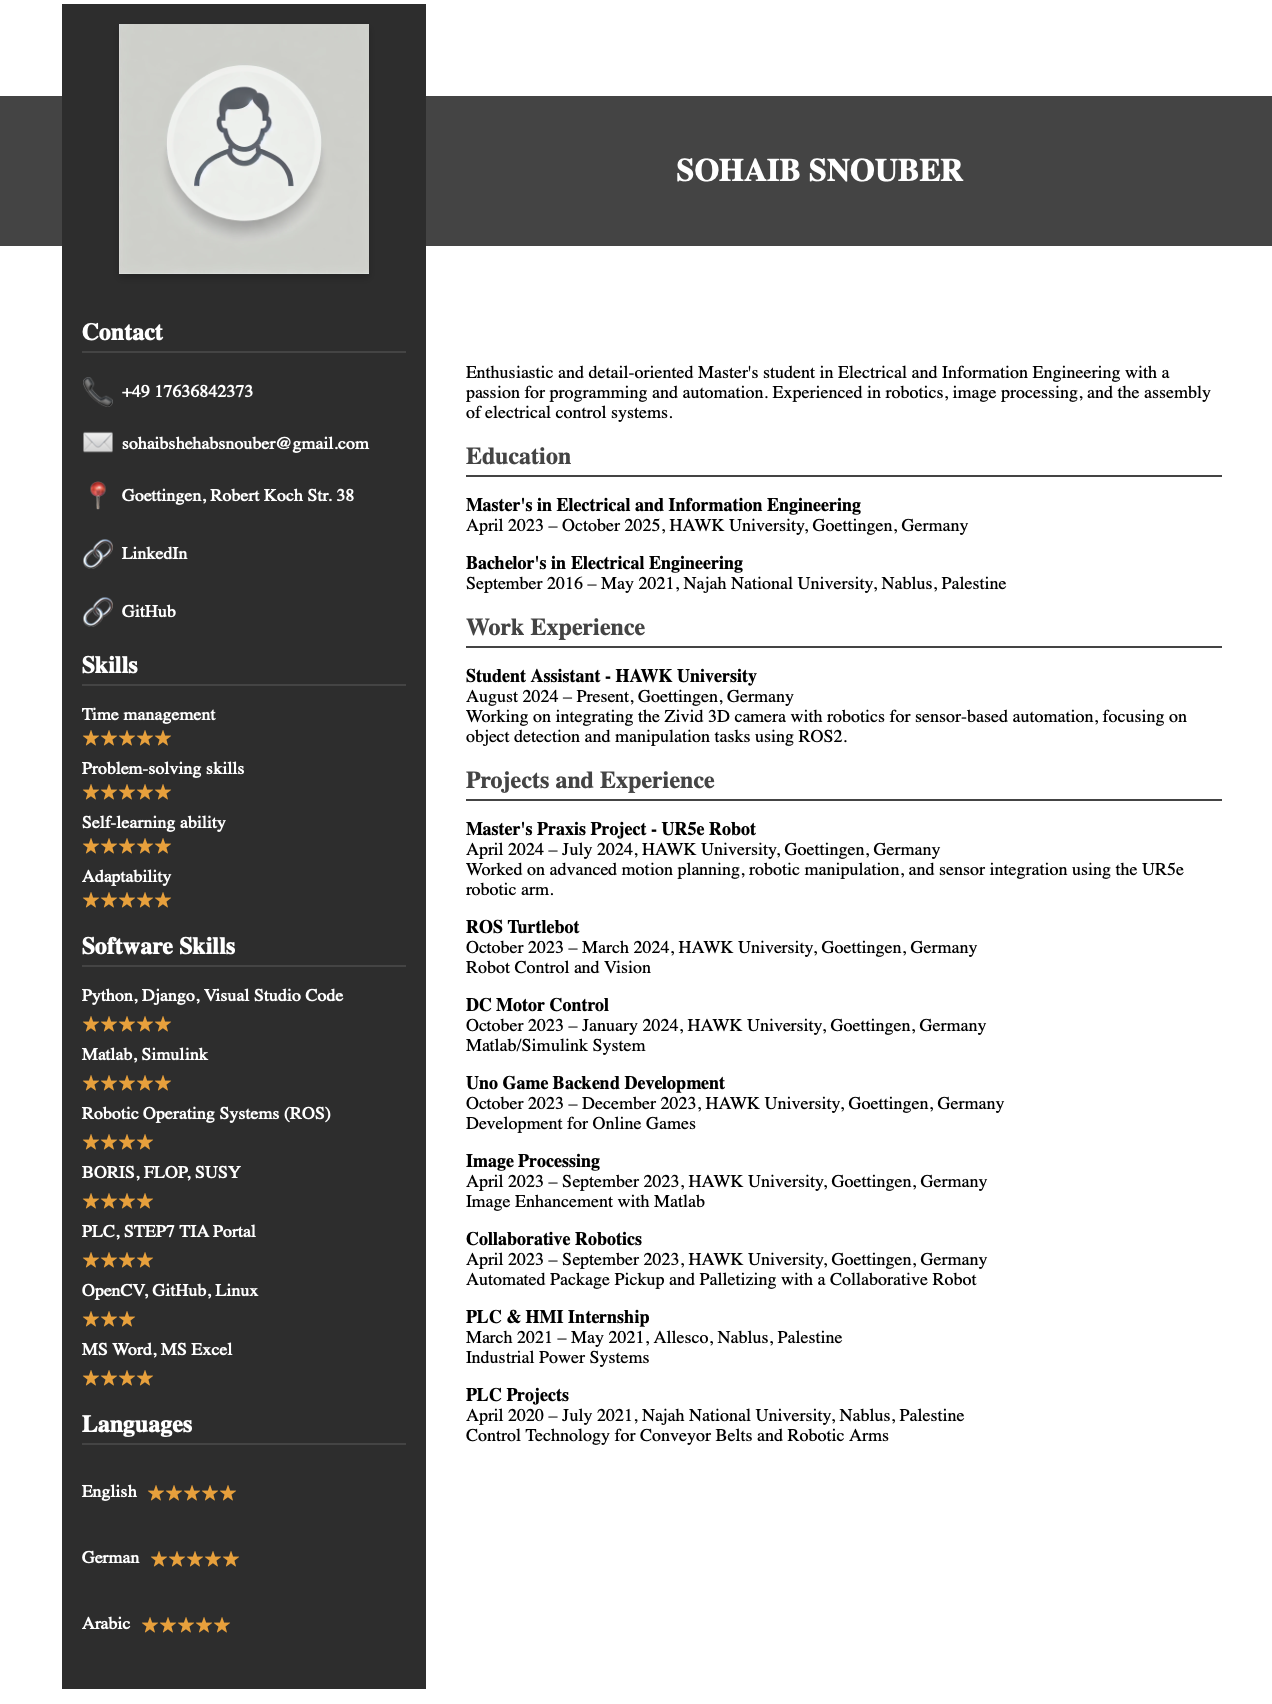 SOHAIB SNOUBER
Contact
+49 17636842373
sohaibshehabsnouber@gmail.com
Goettingen, Robert Koch Str. 38
LinkedIn
GitHub
Skills
Time management
★★★★★
Problem-solving skills
★★★★★
Self-learning ability
★★★★★
Adaptability
★★★★★
Software Skills
Python, Django, Visual Studio Code
★★★★★
Matlab, Simulink
★★★★★
Robotic Operating Systems (ROS)
★★★★
BORIS, FLOP, SUSY
★★★★
PLC, STEP7 TIA Portal
★★★★
OpenCV, GitHub, Linux
★★★
MS Word, MS Excel
★★★★
Languages
English ★★★★★
German ★★★★★
Arabic ★★★★★
Enthusiastic and detail-oriented Master's student in Electrical and Information Engineering with a
passion for programming and automation. Experienced in robotics, image processing, and the assembly
of electrical control systems.
Education
Master's in Electrical and Information Engineering
April 2023 – October 2025, HAWK University, Goettingen, Germany
Bachelor's in Electrical Engineering
September 2016 – May 2021, Najah National University, Nablus, Palestine
Work Experience
Student Assistant - HAWK University
August 2024 – Present, Goettingen, Germany
Working on integrating the Zivid 3D camera with robotics for sensor-based automation, focusing on
object detection and manipulation tasks using ROS2.
Projects and Experience
Master's Praxis Project - UR5e Robot
April 2024 – July 2024, HAWK University, Goettingen, Germany
Worked on advanced motion planning, robotic manipulation, and sensor integration using the UR5e
robotic arm.
ROS Turtlebot
October 2023 – March 2024, HAWK University, Goettingen, Germany
Robot Control and Vision
DC Motor Control
October 2023 – January 2024, HAWK University, Goettingen, Germany
Matlab/Simulink System
Uno Game Backend Development
October 2023 – December 2023, HAWK University, Goettingen, Germany
Development for Online Games
Image Processing
April 2023 – September 2023, HAWK University, Goettingen, Germany
Image Enhancement with Matlab
Collaborative Robotics
April 2023 – September 2023, HAWK University, Goettingen, Germany
Automated Package Pickup and Palletizing with a Collaborative Robot
PLC & HMI Internship
March 2021 – May 2021, Allesco, Nablus, Palestine
Industrial Power Systems
PLC Projects
April 2020 – July 2021, Najah National University, Nablus, Palestine
Control Technology for Conveyor Belts and Robotic Arms